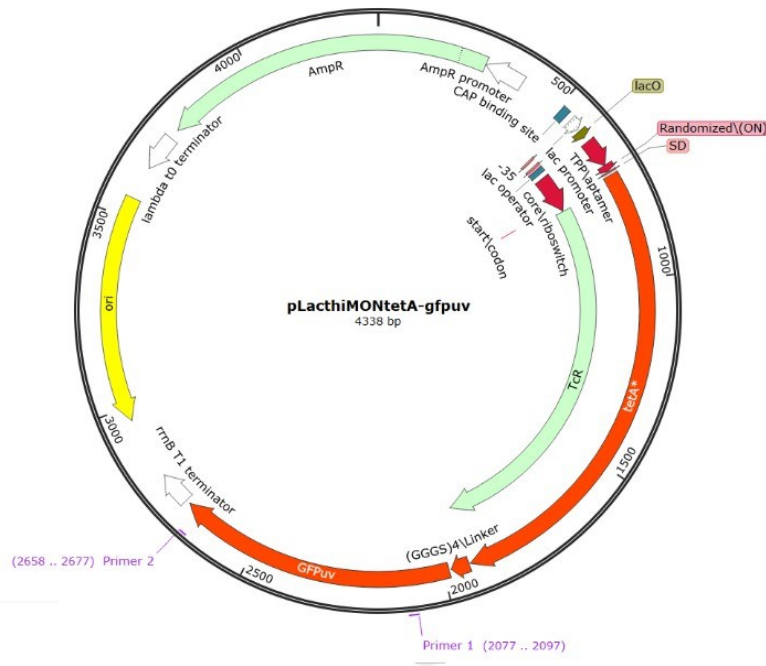 4000
500
AmpR
AmpR promoter
CAP binding site
lacO
Randomized\(ON)
SD
lambda t0 terminator
-35
lac operator
lac promoter
TPP\aptamer
core\riboswitch
start\codon
3500
1000
ori
pLacthiMONtetA-gfpuv
4338 bp
TcR
tetA*
3000
1500
rrnB T1 terminator
(GGGS)4\Linker
(2658 .. 2677) Primer 2
GFPuv
2500
2000
Primer 1 (2077 .. 2097)